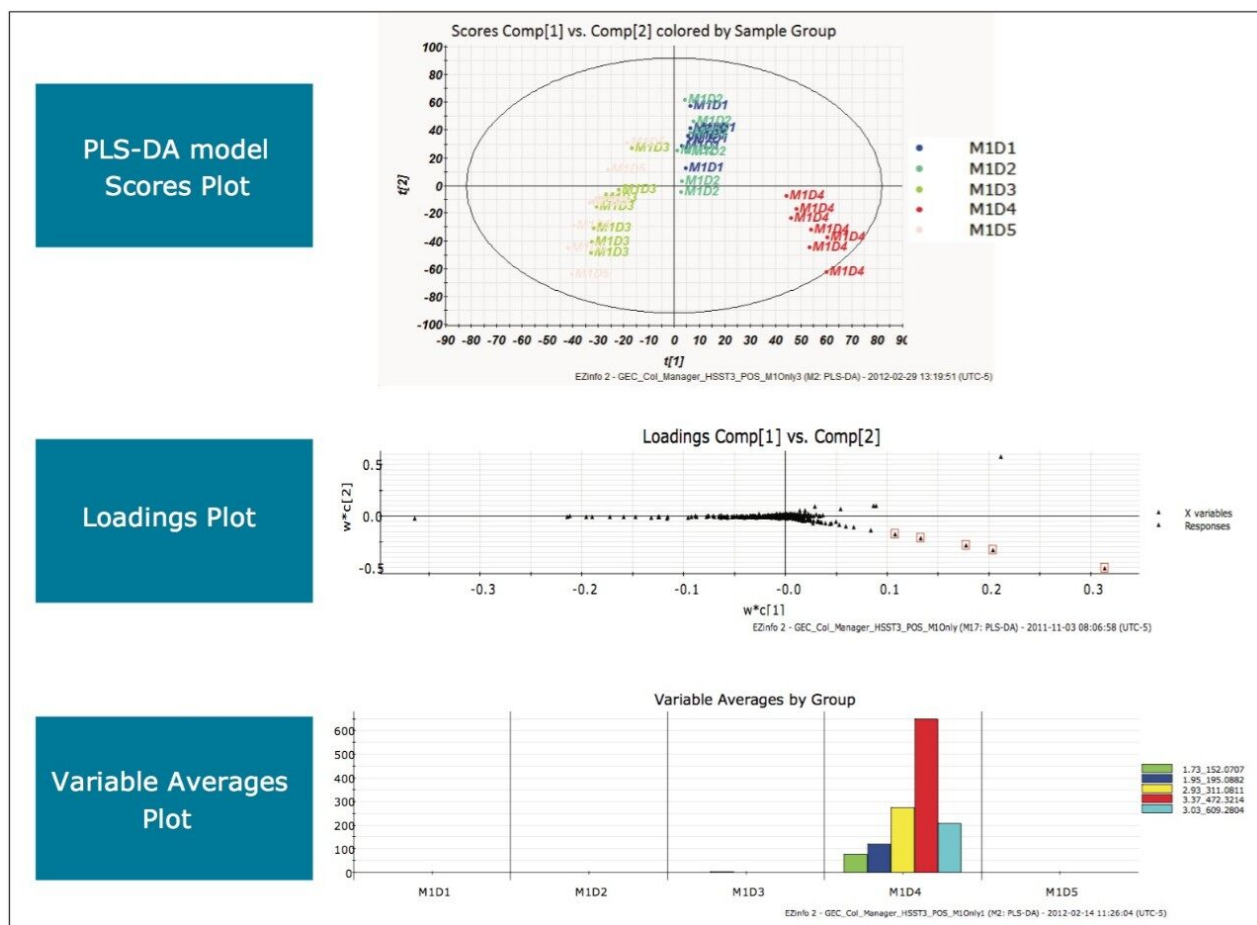 PLS-DA model
Scores Plot
Scores Comp[1] vs. Comp[2] colored by Sample Group
100
80
60
40
20
0
-20
-40
-60
-80
-100
t[2]
-90 -80 -70 -60 -50 -40 -30 -20 -10 0 10 20 30 40 50 60 70 80 90
t[1]
M1D2
M1D1
M1D2
M1D1
M1D2
M1D1
M1D2
M1D2
M1D3
M1D5
M1D3
M1D3
M1D3
M1D3
M1D3
M1D5
M1D4
M1D4
M1D4
M1D4
M1D4
M1D4
M1D4
M1D1
M1D2
M1D3
M1D4
M1D5
EZinfo 2 - GEC_Col_Manager_HSST3_POS_M1Only3 (M2: PLS-DA) - 2012-02-29 13:19:51 (UTC-5)
Loadings Plot
Loadings Comp[1] vs. Comp[2]
0.5
0.0
-0.5
w*c[2]
-0.3 -0.2 -0.1 -0.0 0.1 0.2 0.3
w*c[1]
X variables
Responses
EZinfo 2 - GEC_Col_Manager_HSST3_POS_M1Only (M17: PLS-DA) - 2011-11-03 08:06:58 (UTC-5)
Variable Averages
Plot
Variable Averages by Group
600
500
400
300
200
100
0
M1D1 M1D2 M1D3 M1D4 M1D5
1.73_152.0707
1.95_195.0882
2.93_311.0811
3.37_472.3214
3.03_609.2804
EZinfo 2 - GEC_Col_Manager_HSST3_POS_M1Only1 (M2: PLS-DA) - 2012-02-14 11:26:04 (UTC-5)